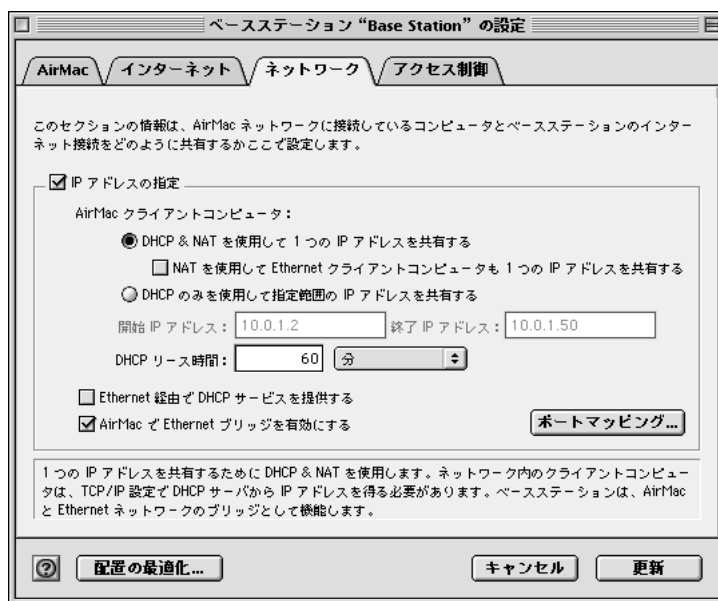 ベースステーション“Base Station”の設定
AirMac インターネット ネットワーク アクセス制御
このセクションの情報は、AirMac ネットワークに接続しているコンピュータとベースステーションのインター
ネット接続をどのように共有するかここで設定します。
IP アドレスの指定
AirMac クライアントコンピュータ：
DHCP & NAT を使用して 1 つの IP アドレスを共有する
NAT を使用して Ethernet クライアントコンピュータも 1 つの IP アドレスを共有する
DHCP のみを使用して指定範囲の IP アドレスを共有する
開始 IP アドレス： 10.0.1.2 終了 IP アドレス： 10.0.1.50
DHCP リース時間： 60 分
Ethernet 経由で DHCP サービスを提供する
AirMac で Ethernet ブリッジを有効にする
ポートマッピング...
1 つの IP アドレスを共有するために DHCP & NAT を使用します。ネットワーク内のクライアントコンピュー
タは、TCP/IP 設定で DHCP サーバから IP アドレスを得る必要があります。ベースステーションは、AirMac
と Ethernet ネットワークのブリッジとして機能します。
? 配置の最適化... キャンセル 更新